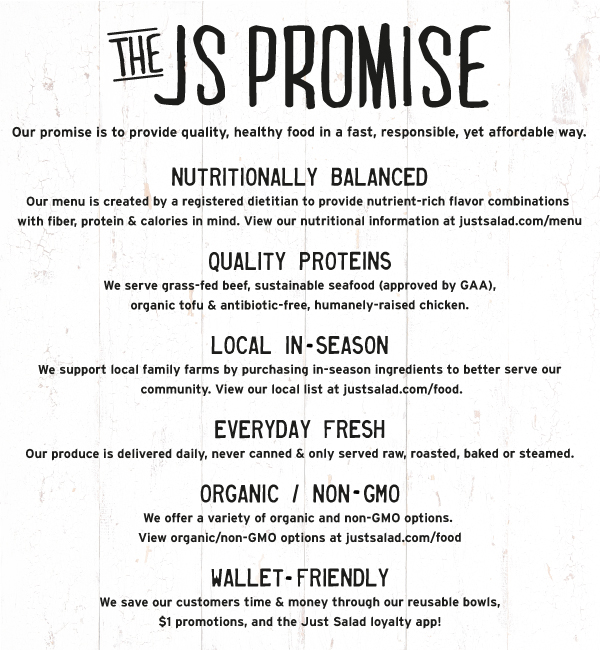 THE JS PROMISE
Our promise is to provide quality, healthy food in a fast, responsible, yet affordable way.
NUTRITIONALLY BALANCED
Our menu is created by a registered dietitian to provide nutrient-rich flavor combinations
with fiber, protein & calories in mind. View our nutritional information at justsalad.com/menu
QUALITY PROTEINS
We serve grass-fed beef, sustainable seafood (approved by GAA),
organic tofu & antibiotic-free, humanely-raised chicken.
LOCAL IN-SEASON
We support local family farms by purchasing in-season ingredients to better serve our
community. View our local list at justsalad.com/food.
EVERYDAY FRESH
Our produce is delivered daily, never canned & only served raw, roasted, baked or steamed.
ORGANIC / NON-GMO
We offer a variety of organic and non-GMO options.
View organic/non-GMO options at justsalad.com/food
WALLET-FRIENDLY
We save our customers time & money through our reusable bowls,
$1 promotions, and the Just Salad loyalty app!